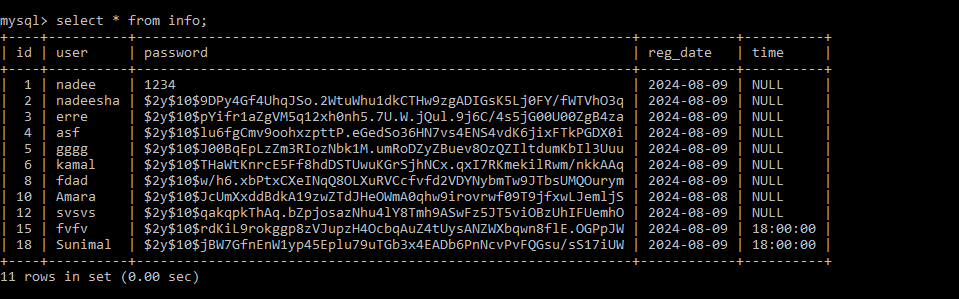 mysql> select * from info;
+----+----------+--------------------------------------------------------------+------------+----------+
| id | user     | password                                                     | reg_date   | time     |
+----+----------+--------------------------------------------------------------+------------+----------+
|  1 | nadee    | 1234                                                         | 2024-08-09 | NULL     |
|  2 | nadeesha | $2y$10$9DPy4Gf4UhqJSo.2WtuWhu1dkCTHw9zgADIGsK5Lj0FY/fWTVhO3q | 2024-08-09 | NULL     |
|  3 | erre     | $2y$10$pYifr1aZgVM5q12xh0nh5.7U.W.jQul.9j6C/4s5jG00U00ZgB4za | 2024-08-09 | NULL     |
|  4 | asf      | $2y$10$lu6fgCmv9oohxzpttP.eGedSo36HN7vs4ENS4vdK6jixFTkPGDX0i | 2024-08-09 | NULL     |
|  5 | gggg     | $2y$10$J00BqEpLzZm3RIozNbk1M.umRoDZyZBuev8OzQZIltdumKbIl3Uuu | 2024-08-09 | NULL     |
|  6 | kamal    | $2y$10$THaWtKnrcE5Ff8hdDSTUwuKGrSjhNCx.qxI7RKmekilRwm/nkkAAq | 2024-08-09 | NULL     |
|  8 | fdad     | $2y$10$w/h6.xbPtxCXeINqQ8OLXuRVCcfvfd2VDYNybmTw9JTbsUMQOurym | 2024-08-09 | NULL     |
| 10 | Amara    | $2y$10$JcUmXxddBdkA19zwZTdJHeOWmA0qhw9irovrwf09T9jfxwLJemljS | 2024-08-08 | NULL     |
| 12 | svsvs    | $2y$10$qakqpkThAq.bZpjosazNhu4lY8Tmh9ASwFz5JT5viOBzUhIFUemhO | 2024-08-09 | NULL     |
| 15 | fvfv     | $2y$10$rdKiL9rokggp8zVJupzH4OcbqAuZ4tUysANZWXbqwn8flE.OGPpJW | 2024-08-09 | 18:00:00 |
| 18 | Sunimal  | $2y$10$jBW7GfnEnW1yp45Eplu79uTGb3x4EADb6PnNcvPvFQGsu/sS17iUW | 2024-08-09 | 18:00:00 |
+----+----------+--------------------------------------------------------------+------------+----------+
11 rows in set (0.00 sec)